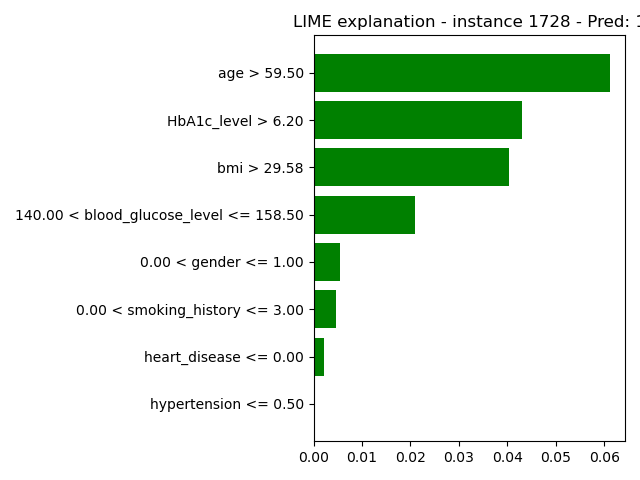 LIME explanation - instance 1728 - Pred: 1
age > 59.50
HbA1c_level > 6.20
bmi > 29.58
140.00 < blood_glucose_level <= 158.50
0.00 < gender <= 1.00
0.00 < smoking_history <= 3.00
heart_disease <= 0.00
hypertension <= 0.50
0.00 0.01 0.02 0.03 0.04 0.05 0.06